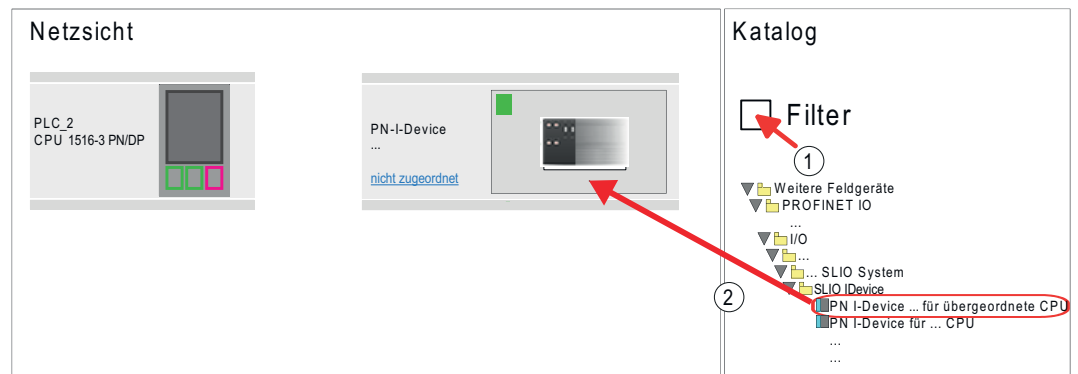 Netzsicht
PLC_2
CPU 1516-3 PN/DP
PN-I-Device
...
nicht zugeordnet
Katalog
Filter
1
Weitere Feldgeräte
PROFINET IO
...
I/O
...
... SLIO System
SLIO IDevice
2
PN I-Device ... für übergeordnete CPU
PN I-Device für ... CPU
...
...